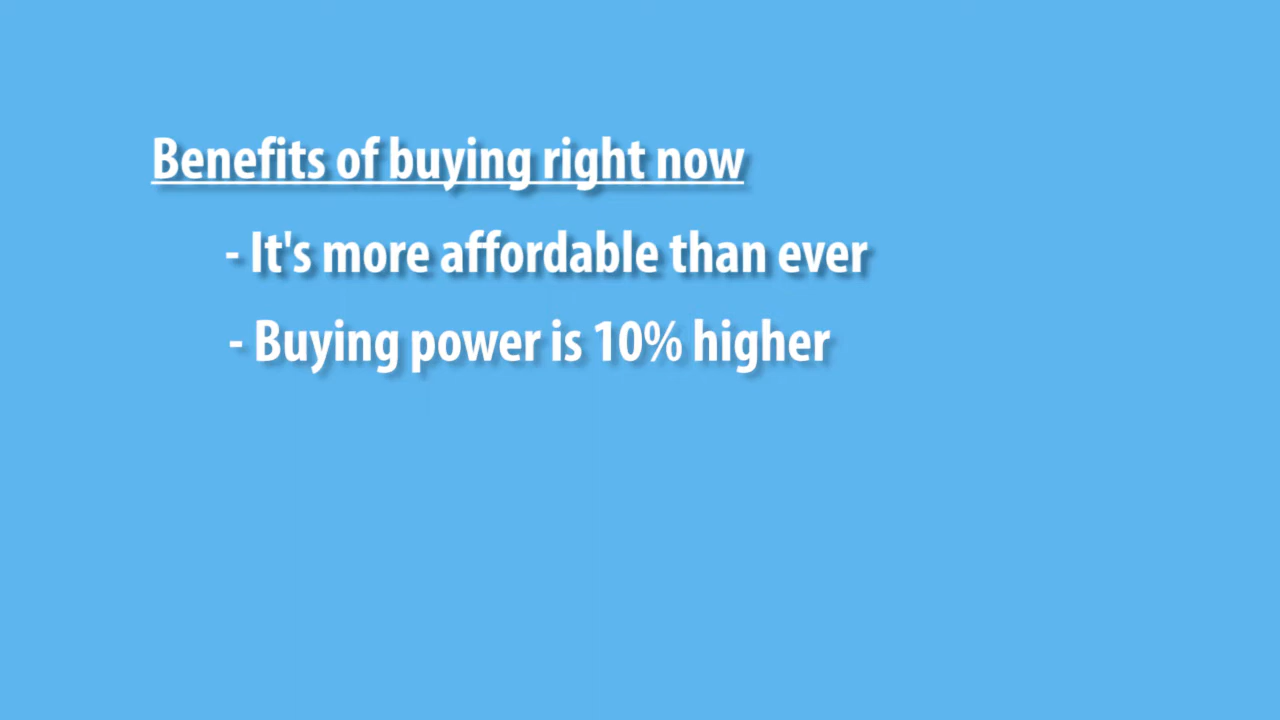 Benefits of buying right now
- It's more affordable than ever
- Buying power is 10% higher